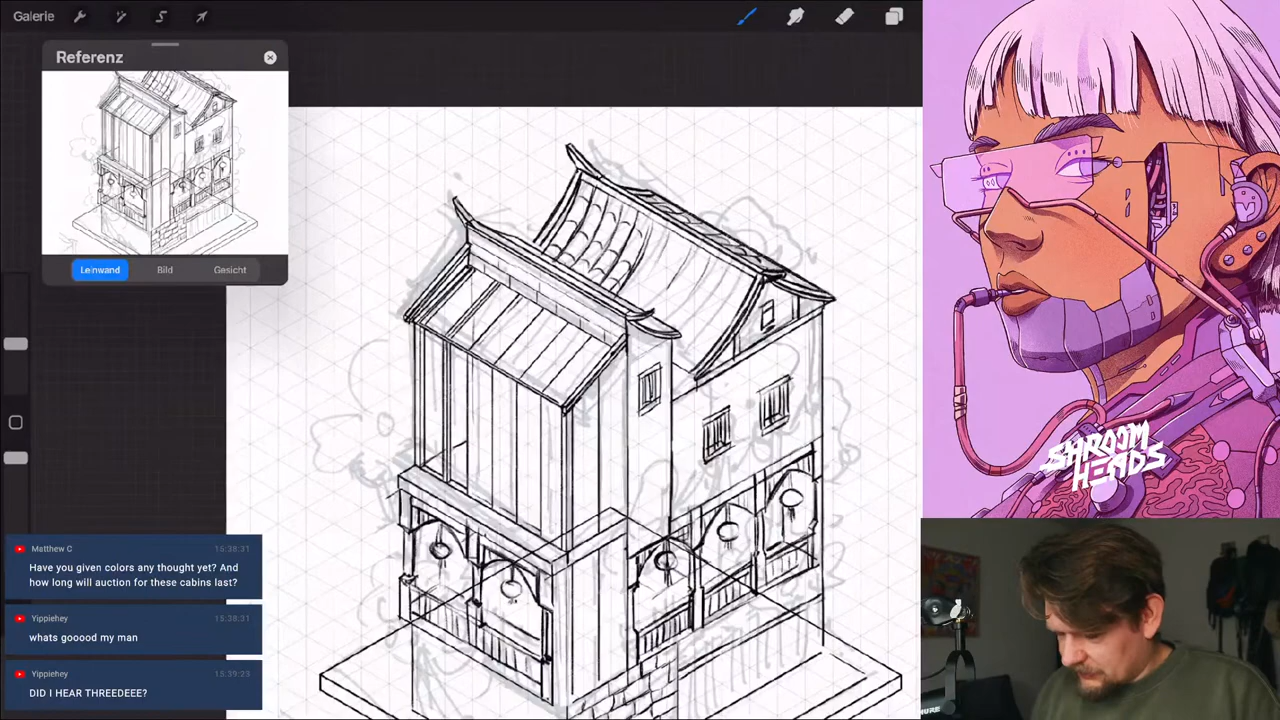 Galerie
Referenz
Leinwand
Bild
Gesicht
Matthew C
15:38:31
Have you given colors any thought yet? And
how long will auction for these cabins last?
Yippiehey
15:38:31
whats gooood my man
Yippiehey
15:39:23
DID I HEAR THREEDEEE?
SHROOM
HEADS
SHURE